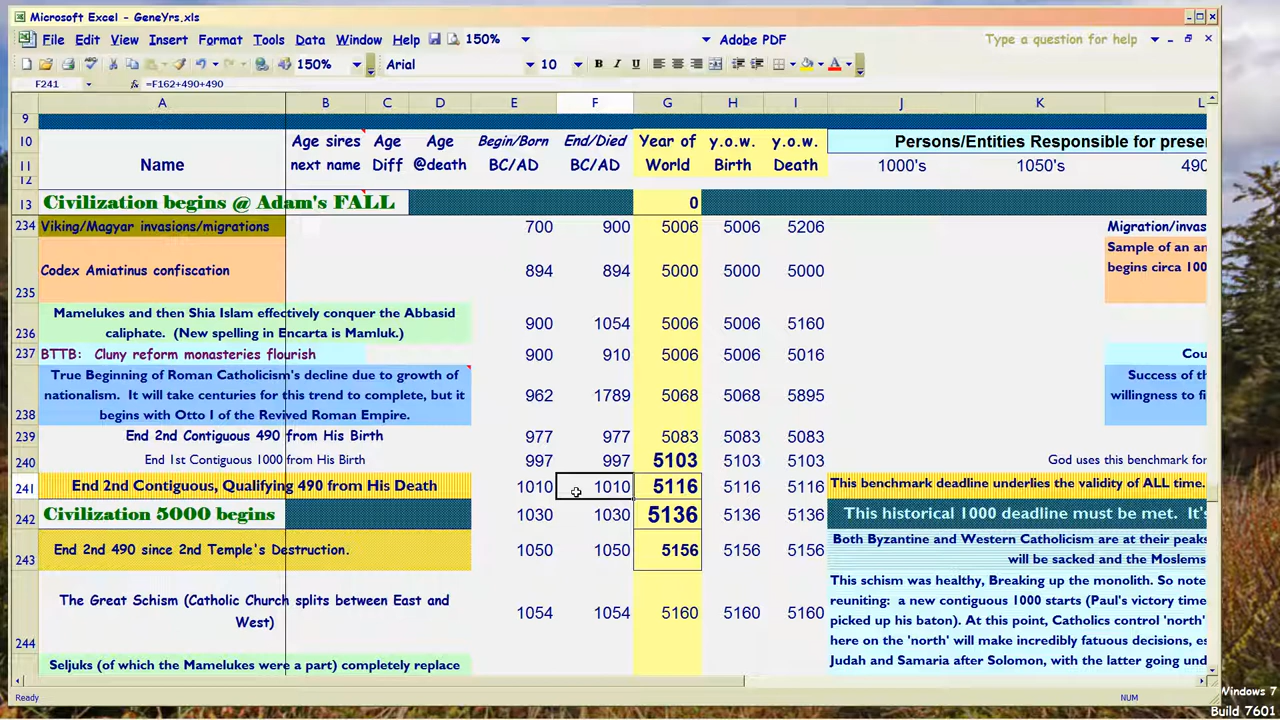 Microsoft Excel - GeneYrs.xls
File Edit View Insert Format Tools Data Window Help 150% Adobe PDF Type a question for help
150% Arial 10 B I U
F241 fx =F162+490+490
A B C D E F G H I J K L
9
10 Age sires Age Age Begin/Born End/Died Year of y.o.w. y.o.w. Persons/Entities Responsible for preser
11 Name next name Diff @death BC/AD BC/AD World Birth Death 1000's 1050's 490
12
13 Civilization begins @ Adam's FALL 0
234 Viking/Magyar invasions/migrations 700 900 5006 5006 5206 Migration/invas
Sample of an an
235 Codex Amiatinus confiscation 894 894 5000 5000 5000 begins circa 100
Mamelukes and then Shia Islam effectively conquer the Abbasid
236 caliphate. (New spelling in Encarta is Mamluk.) 900 1054 5006 5006 5160
237 BTTB: Cluny reform monasteries flourish 900 910 5006 5006 5016 Cou
True Beginning of Roman Catholicism's decline due to growth of Success of th
nationalism. It will take centuries for this trend to complete, but it 962 1789 5068 5068 5895 willingness to fi
238 begins with Otto I of the Revived Roman Empire.
239 End 2nd Contiguous 490 from His Birth 977 977 5083 5083 5083
240 End 1st Contiguous 1000 from His Birth 997 997 5103 5103 5103 God uses this benchmark for
241 End 2nd Contiguous, Qualifying 490 from His Death 1010 1010 5116 5116 5116 This benchmark deadline underlies the validity of ALL time.
242 Civilization 5000 begins 1030 1030 5136 5136 5136 This historical 1000 deadline must be met. It's
Both Byzantine and Western Catholicism are at their peaks
243 End 2nd 490 since 2nd Temple's Destruction. 1050 1050 5156 5156 5156 will be sacked and the Moslems
This schism was healthy, Breaking up the monolith. So note
The Great Schism (Catholic Church splits between East and reuniting: a new contiguous 1000 starts (Paul's victory time
West) 1054 1054 5160 5160 5160 picked up his baton). At this point, Catholics control 'north'
244 here on the 'north' will make incredibly fatuous decisions, es
Seljuks (of which the Mamelukes were a part) completely replace Judah and Samaria after Solomon, with the latter going und
Ready NUM
Windows 7
Build 7601